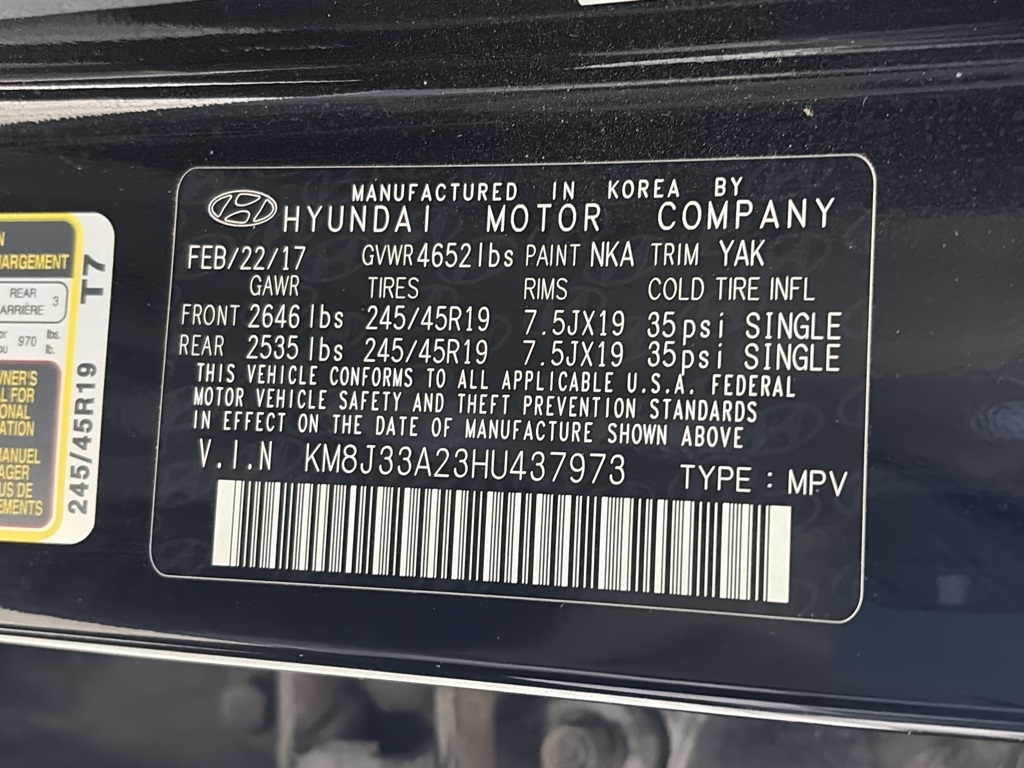 MANUFACTURED IN KOREA BY
HYUNDAI MOTOR COMPANY
FEB/22/17 GVWR 4652lbs PAINT NKA TRIM YAK
GAWR TIRES RIMS COLD TIRE INFL
FRONT 2646lbs 245/45R19 7.5JX19 35psi SINGLE
REAR 2535lbs 245/45R19 7.5JX19 35psi SINGLE
THIS VEHICLE CONFORMS TO ALL APPLICABLE U.S.A. FEDERAL
MOTOR VEHICLE SAFETY AND THEFT PREVENTION STANDARDS
IN EFFECT ON THE DATE OF MANUFACTURE SHOWN ABOVE
V.I.N KM8J33A23HU437973 TYPE : MPV
REAR 3
970 lbs.
lb.
245/45R19 T7